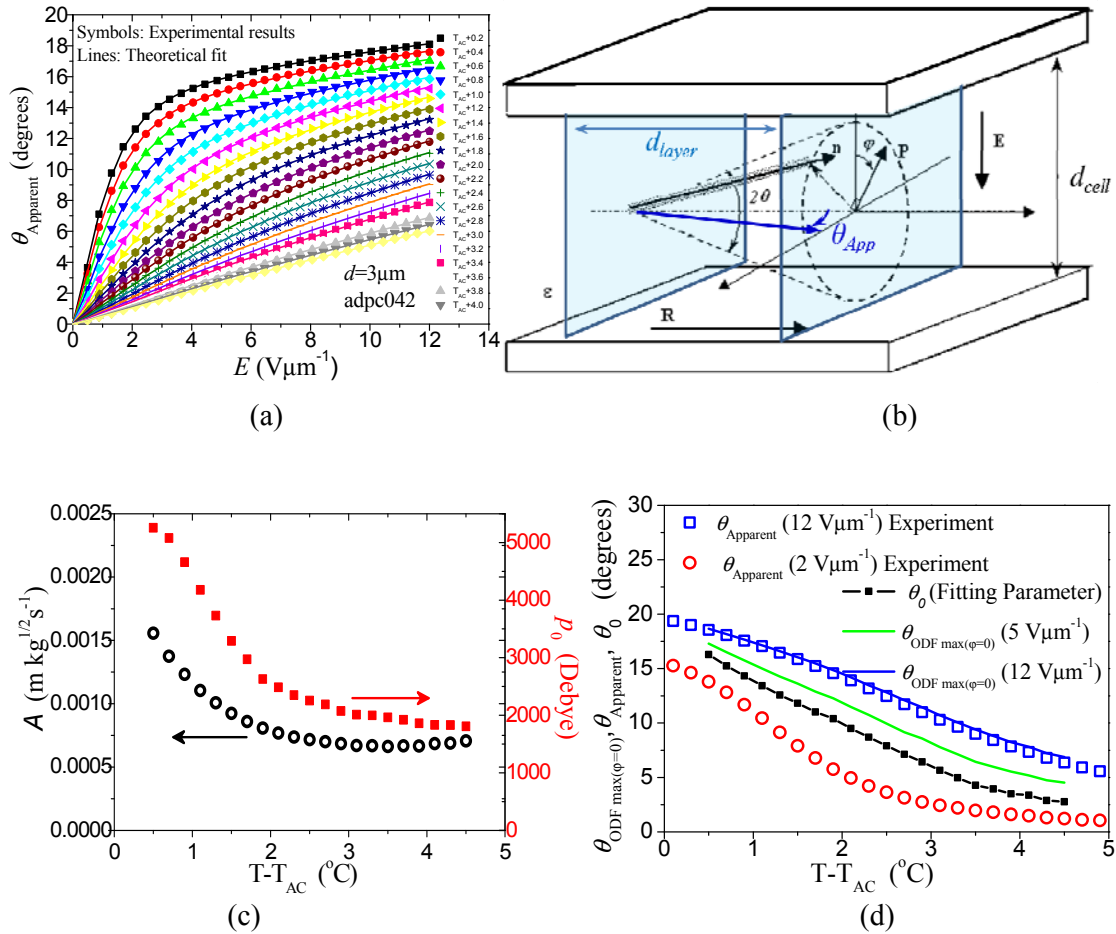 20
18
16
14
12
10
8
6
4
2
0
θApparent (degrees)
Symbols: Experimental results
Lines: Theoretical fit
TAC+0.2
TAC+0.4
TAC+0.6
TAC+0.8
TAC+1.0
TAC+1.2
TAC+1.4
TAC+1.6
TAC+1.8
TAC+2.0
TAC+2.2
TAC+2.4
TAC+2.6
TAC+2.8
TAC+3.0
TAC+3.2
TAC+3.4
TAC+3.6
TAC+3.8
TAC+4.0
d=3μm
adpc042
0 2 4 6 8 10 12 14
E (Vμm-1)
(a)
dlayer
n
φ
P
E
dcell
2θ
θApp
ε
R
(b)
0.0025
0.0020
0.0015
0.0010
0.0005
0.0000
A (m kg1/2s-1)
5000
4000
3000
2000
1000
0
P0 (Debye)
0 1 2 3 4 5
T-TAC (oC)
(c)
30
25
20
15
10
5
0
θODF max(φ=0), θApparent, θ0 (degrees)
θApparent (12 Vμm-1) Experiment
θApparent (2 Vμm-1) Experiment
θ0 (Fitting Parameter)
θODF max(φ=0) (5 Vμm-1)
θODF max(φ=0) (12 Vμm-1)
0 1 2 3 4 5
T-TAC (oC)
(d)